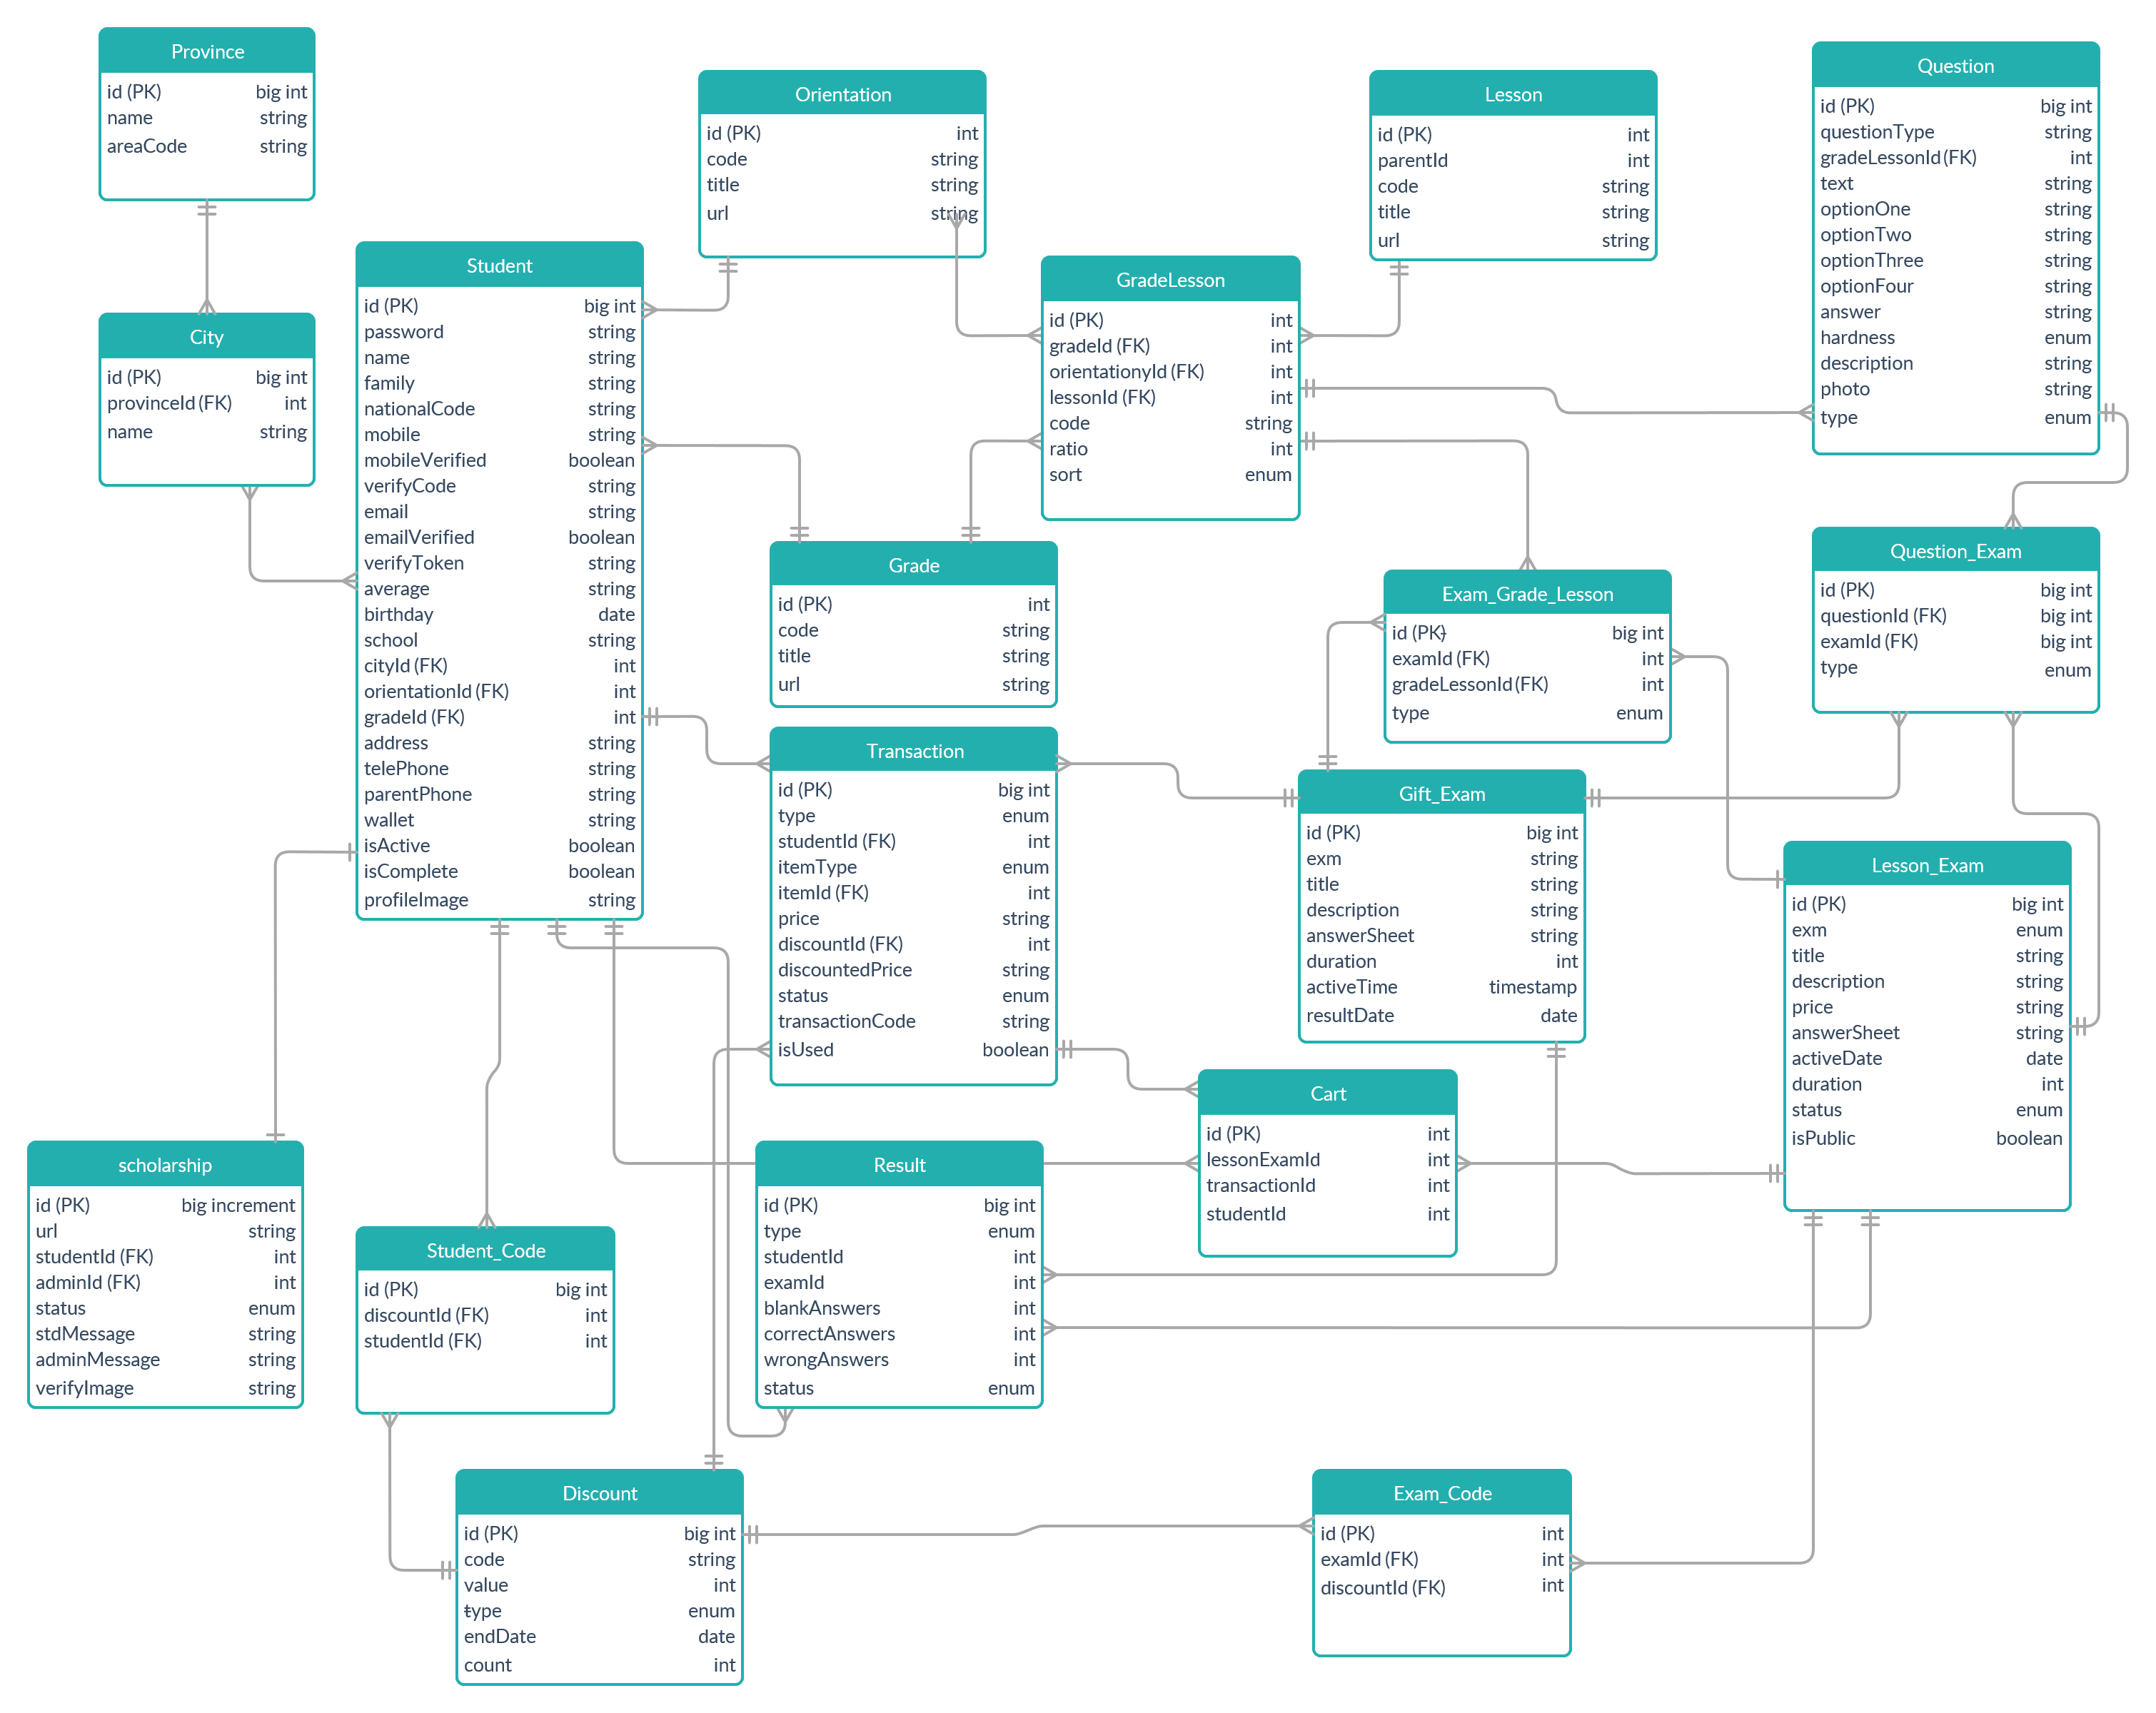 Province
id (PK) big int
name string
areaCode string
City
id (PK) big int
provinceId (FK) int
name string
Student
id (PK) big int
password string
name string
family string
nationalCode string
mobile string
mobileVerified boolean
verifyCode string
email string
emailVerified boolean
verifyToken string
average string
birthday date
school string
cityId (FK) int
orientationId (FK) int
gradeId (FK) int
address string
telePhone string
parentPhone string
wallet string
isActive boolean
isComplete boolean
profileImage string
Orientation
id (PK) int
code string
title string
url string
GradeLesson
id (PK) int
gradeId (FK) int
orientationyId (FK) int
lessonId (FK) int
code string
ratio int
sort enum
Lesson
id (PK) int
parentId int
code string
title string
url string
Question
id (PK) big int
questionType string
gradeLessonId (FK) int
text string
optionOne string
optionTwo string
optionThree string
optionFour string
answer string
hardness enum
description string
photo string
type enum
Grade
id (PK) int
code string
title string
url string
Exam_Grade_Lesson
id (PK) big int
examId (FK) int
gradeLessonId (FK) int
type enum
Question_Exam
id (PK) big int
questionId (FK) big int
examId (FK) big int
type enum
Transaction
id (PK) big int
type enum
studentId (FK) int
itemType enum
itemId (FK) int
price string
discountId (FK) int
discountedPrice string
status enum
transactionCode string
isUsed boolean
Gift_Exam
id (PK) big int
exm string
title string
description string
answerSheet string
duration int
activeTime timestamp
resultDate date
Lesson_Exam
id (PK) big int
exm enum
title string
description string
price string
answerSheet string
activeDate date
duration int
status enum
isPublic boolean
Cart
id (PK) int
lessonExamId int
transactionId int
studentId int
scholarship
id (PK) big increment
url string
studentId (FK) int
adminId (FK) int
status enum
stdMessage string
adminMessage string
verifyImage string
Student_Code
id (PK) big int
discountId (FK) int
studentId (FK) int
Result
id (PK) big int
type enum
studentId int
examId int
blankAnswers int
correctAnswers int
wrongAnswers int
status enum
Discount
id (PK) big int
code string
value int
type enum
endDate date
count int
Exam_Code
id (PK) int
examId (FK) int
discountId (FK) int